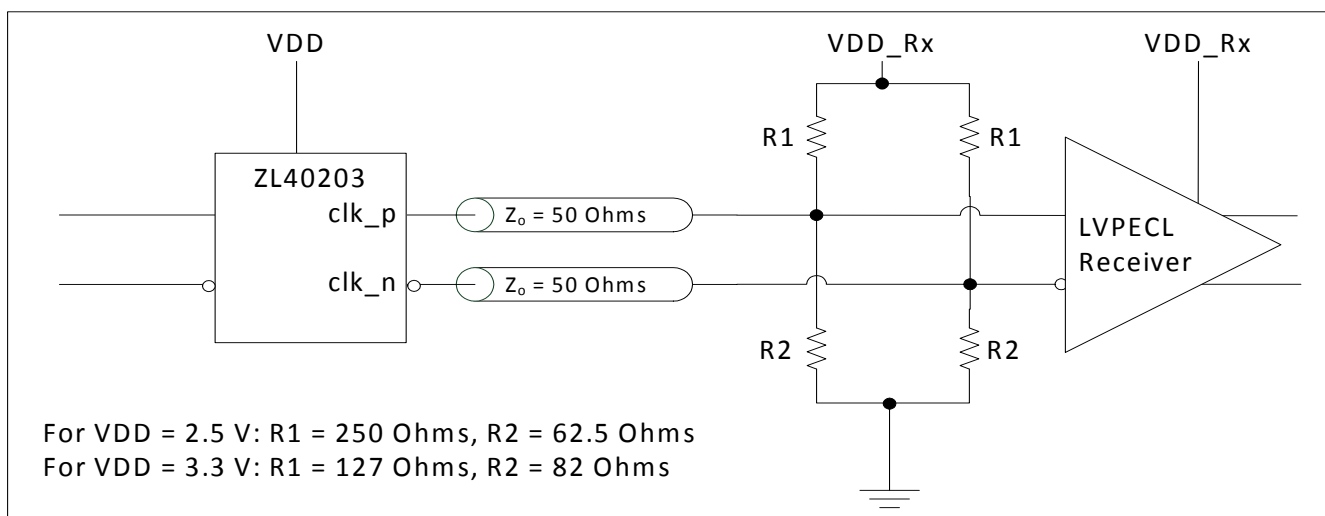 VDD
VDD_Rx
VDD_Rx
R1
R1
ZL40203
clk_p
Zₒ = 50 Ohms
LVPECL
Receiver
clk_n
Zₒ = 50 Ohms
R2
R2
For VDD = 2.5 V: R1 = 250 Ohms, R2 = 62.5 Ohms
For VDD = 3.3 V: R1 = 127 Ohms, R2 = 82 Ohms